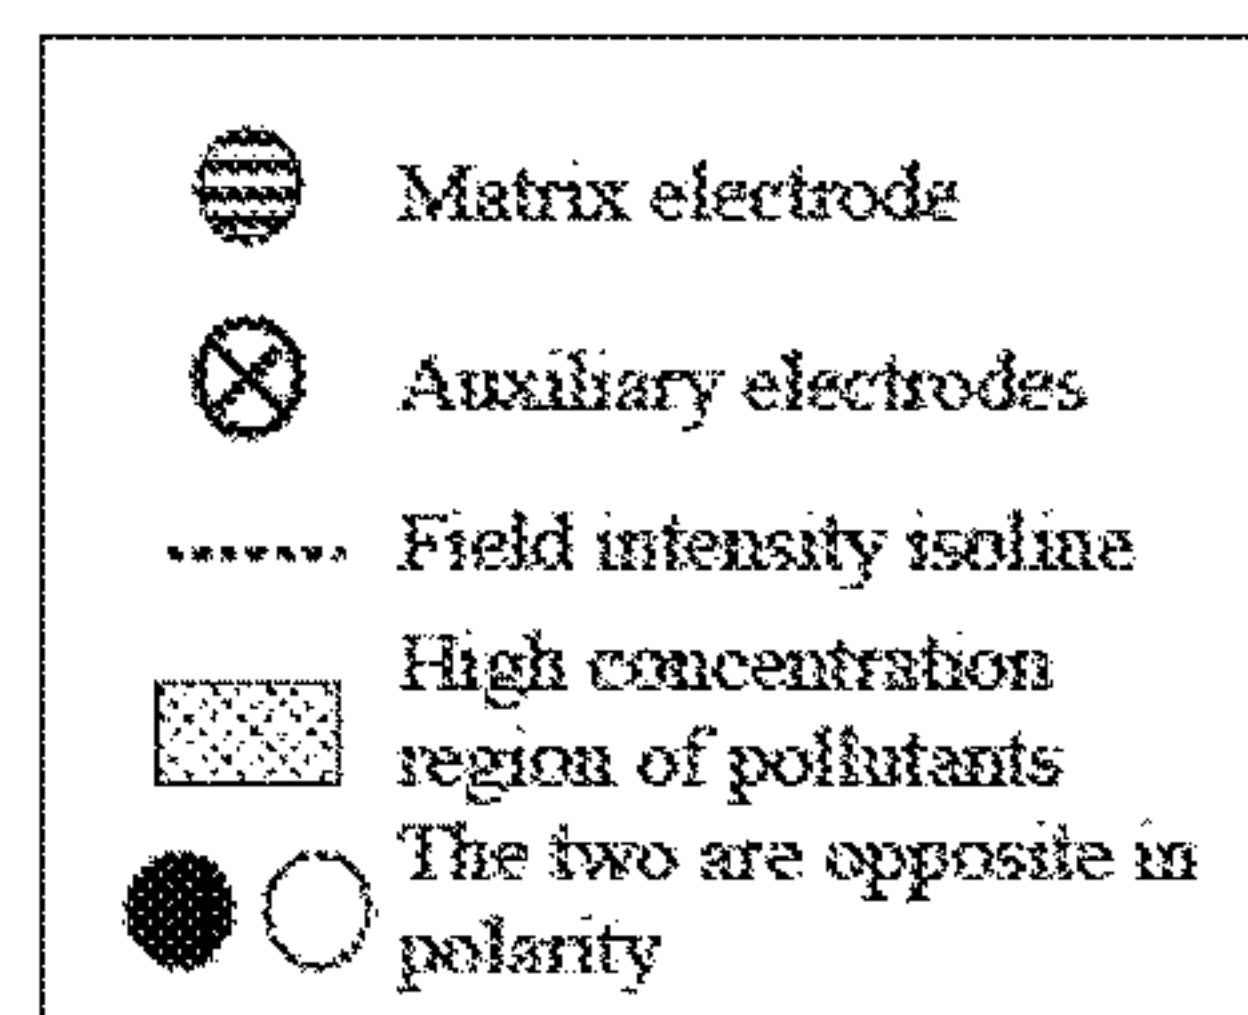 Matrix electrode
Auxiliary electrodes
Field intensity isoline
High concentration
region of pollutants
The two are opposite in
polarity